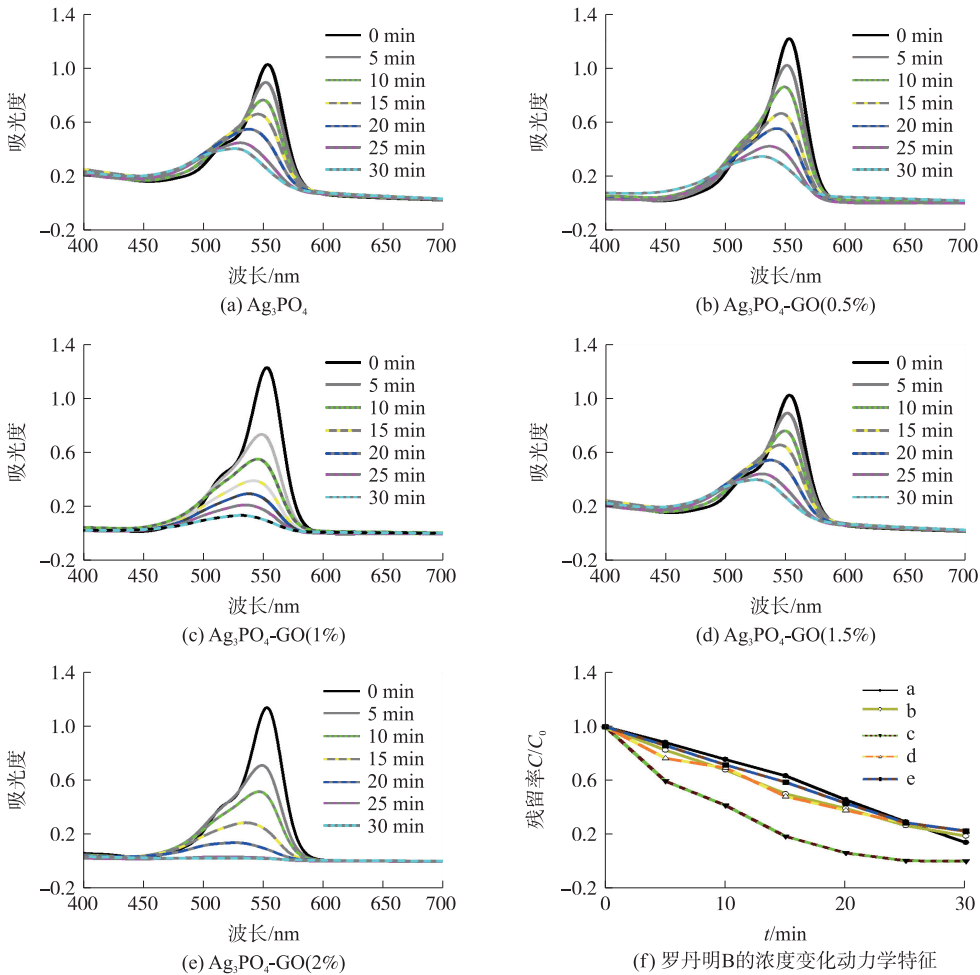 1.4
1.0
0.6
0.2
−0.2
吸光度
0 min
5 min
10 min
15 min
20 min
25 min
30 min
400 450 500 550 600 650 700
波长/nm
(a) Ag₃PO₄
1.4
1.0
0.6
0.2
−0.2
吸光度
0 min
5 min
10 min
15 min
20 min
25 min
30 min
400 450 500 550 600 650 700
波长/nm
(b) Ag₃PO₄-GO(0.5%)
1.4
1.0
0.6
0.2
−0.2
吸光度
0 min
5 min
10 min
15 min
20 min
25 min
30 min
400 450 500 550 600 650 700
波长/nm
(c) Ag₃PO₄-GO(1%)
1.4
1.0
0.6
0.2
−0.2
吸光度
0 min
5 min
10 min
15 min
20 min
25 min
30 min
400 450 500 550 600 650 700
波长/nm
(d) Ag₃PO₄-GO(1.5%)
1.4
1.0
0.6
0.2
−0.2
吸光度
0 min
5 min
10 min
15 min
20 min
25 min
30 min
400 450 500 550 600 650 700
波长/nm
(e) Ag₃PO₄-GO(2%)
1.4
1.0
0.6
0.2
−0.2
残留率C/C₀
a
b
c
d
e
0 10 20 30
t/min
(f) 罗丹明B的浓度变化动力学特征